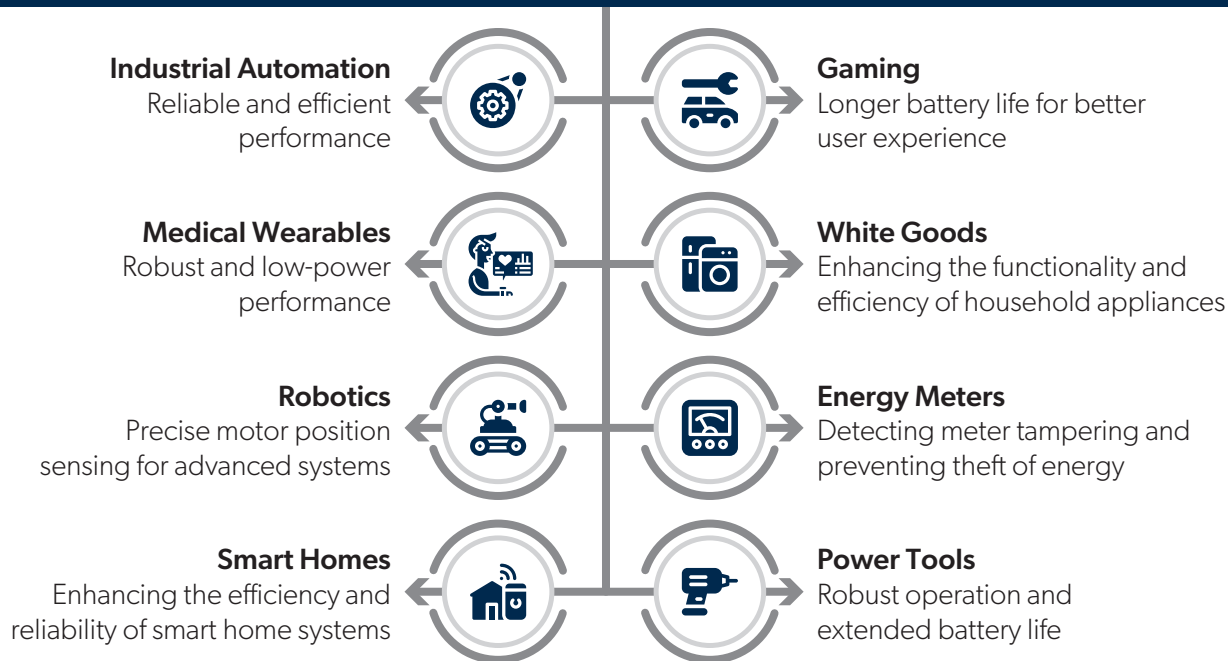 Industrial Automation
Reliable and efficient
performance
Gaming
Longer battery life for better
user experience
Medical Wearables
Robust and low-power
performance
White Goods
Enhancing the functionality and
efficiency of household appliances
Robotics
Precise motor position
sensing for advanced systems
Energy Meters
Detecting meter tampering and
preventing theft of energy
Smart Homes
Enhancing the efficiency and
reliability of smart home systems
Power Tools
Robust operation and
extended battery life